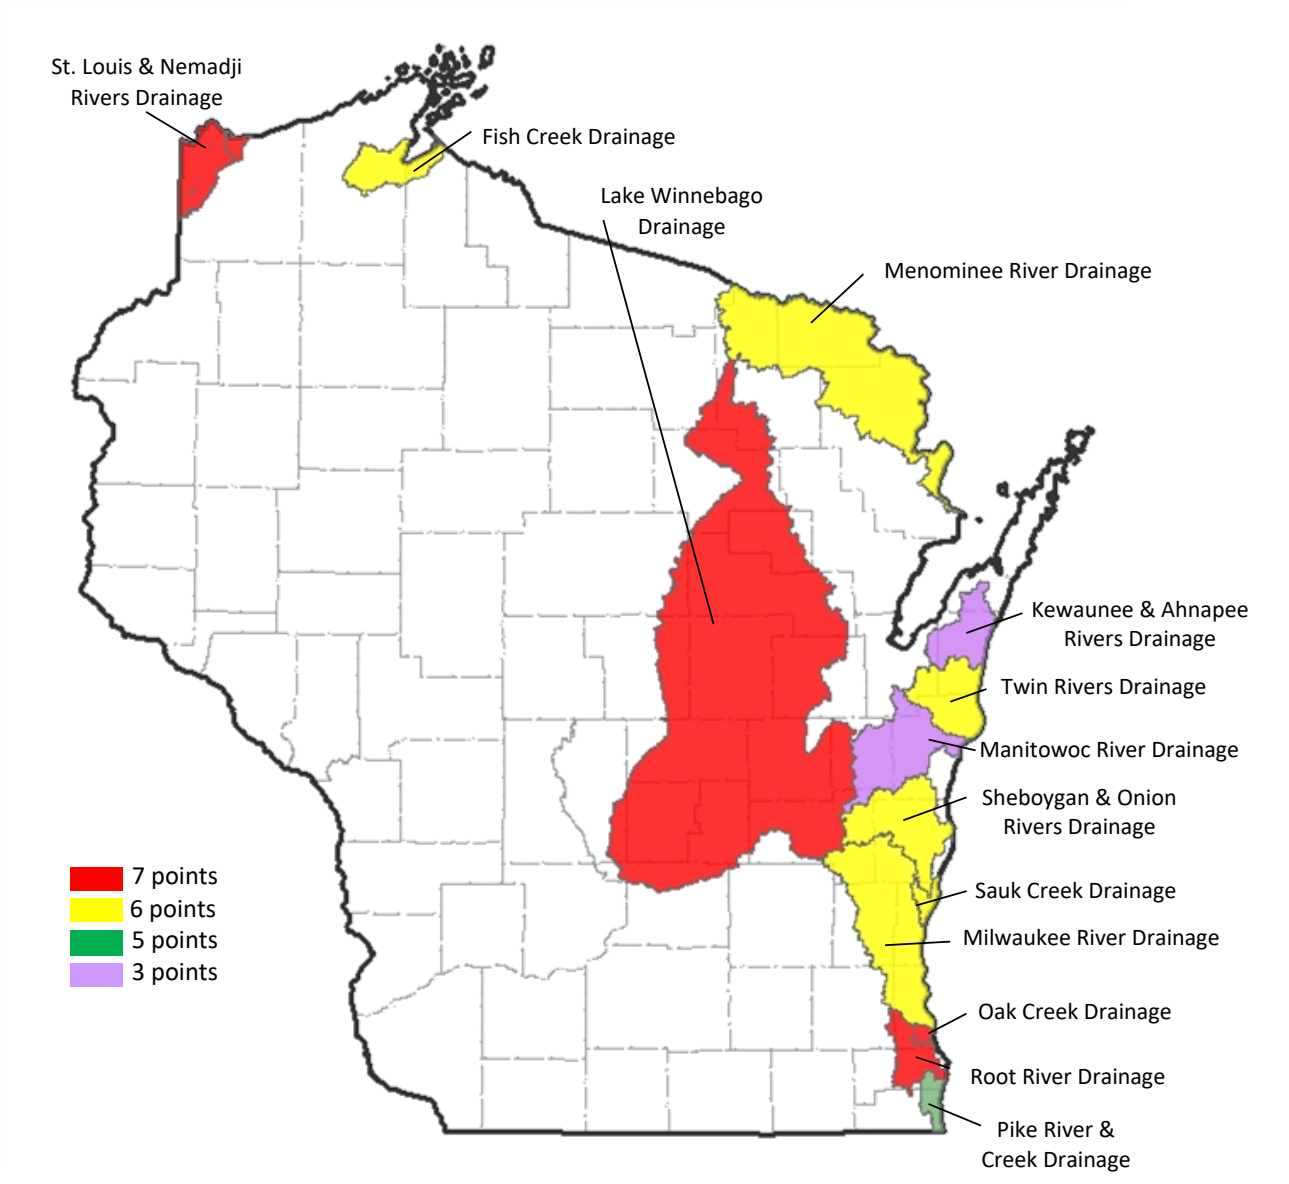 St. Louis & Nemadji
Rivers Drainage
Fish Creek Drainage
Lake Winnebago
Drainage
Menominee River Drainage
Kewaunee & Ahnapee
Rivers Drainage
Twin Rivers Drainage
Manitowoc River Drainage
Sheboygan & Onion
Rivers Drainage
Sauk Creek Drainage
Milwaukee River Drainage
Oak Creek Drainage
Root River Drainage
Pike River &
Creek Drainage
7 points
6 points
5 points
3 points